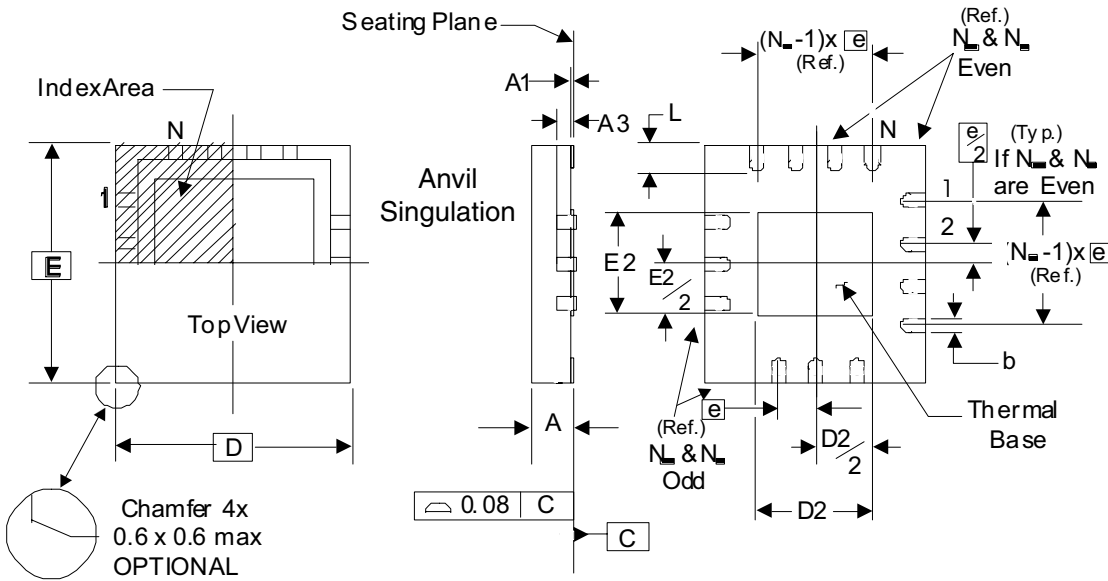 Seating Plane
Index Area
N
1
E
Top View
D
Chamfer 4x
0.6 x 0.6 max
OPTIONAL
A1
A3
Anvil
Singulation
A
0.08 C
C
L
(N -1)x e
(Ref.)
(Ref.)
N & N
Even
N
e/2
(Typ.)
If N & N
are Even
1
2
(N -1)x e
(Ref.)
b
E2
E2/2
Thermal
Base
e
D2/2
D2
(Ref.)
N & N
Odd